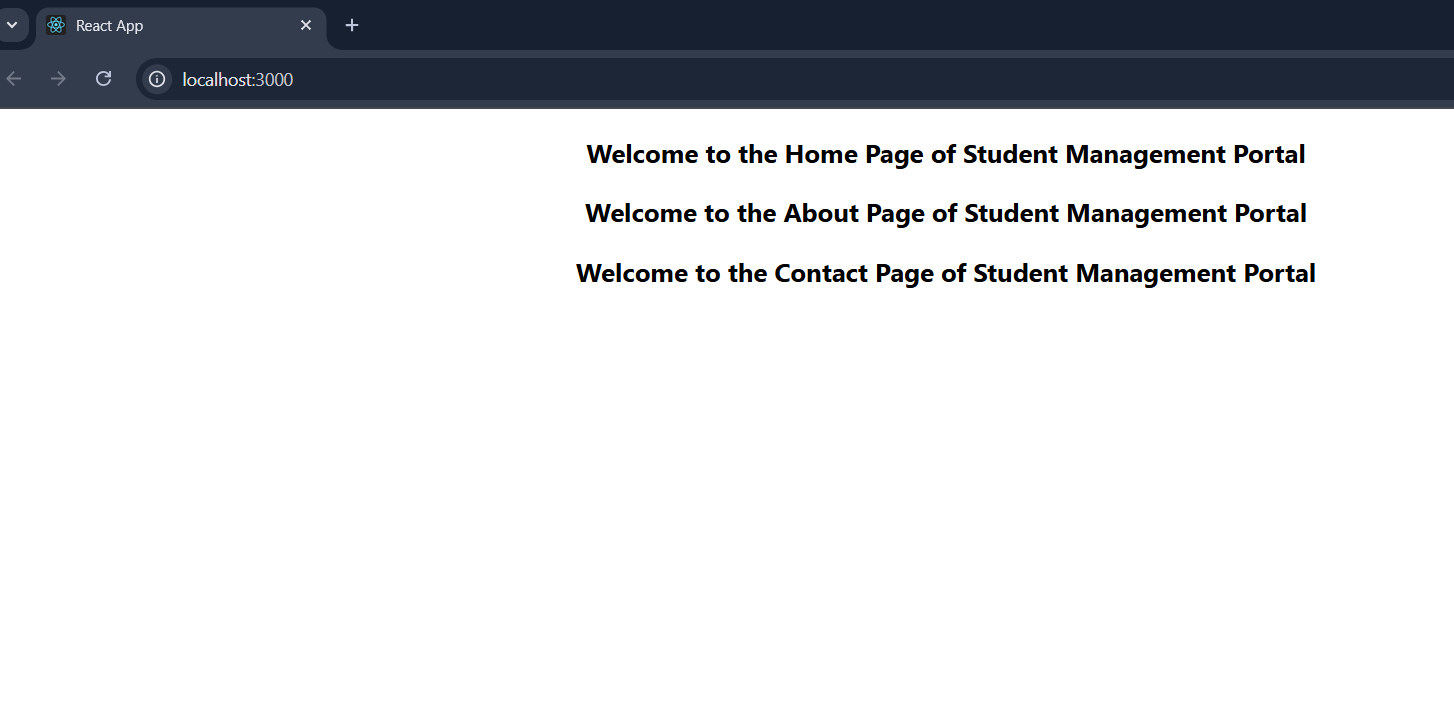 React App
localhost:3000
Welcome to the Home Page of Student Management Portal
Welcome to the About Page of Student Management Portal
Welcome to the Contact Page of Student Management Portal